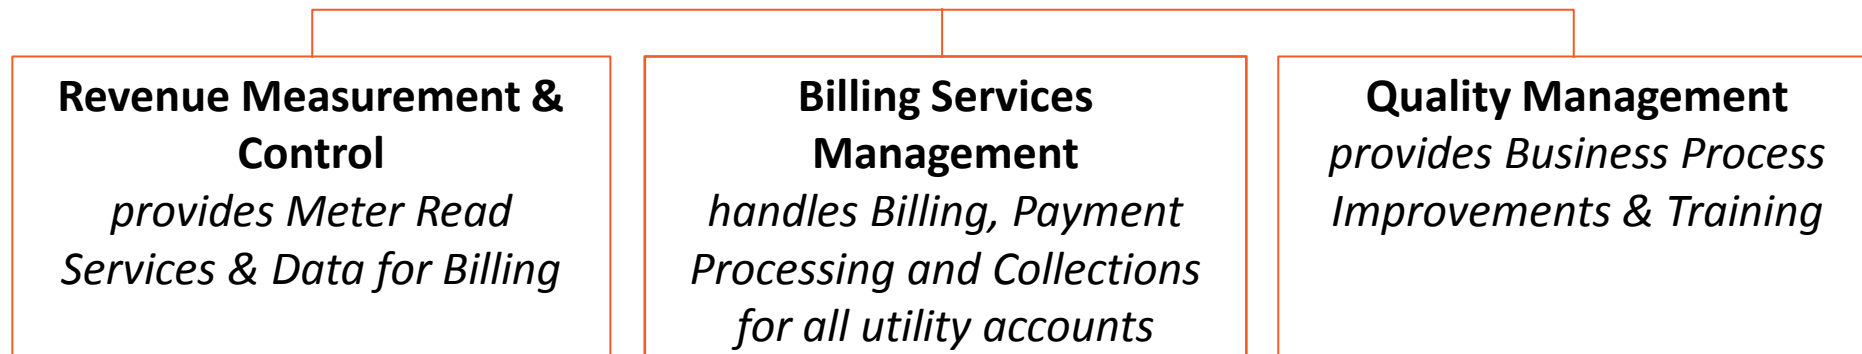 Revenue Measurement &
Control
provides Meter Read
Services & Data for Billing
Billing Services
Management
handles Billing, Payment
Processing and Collections
for all utility accounts
Quality Management
provides Business Process
Improvements & Training